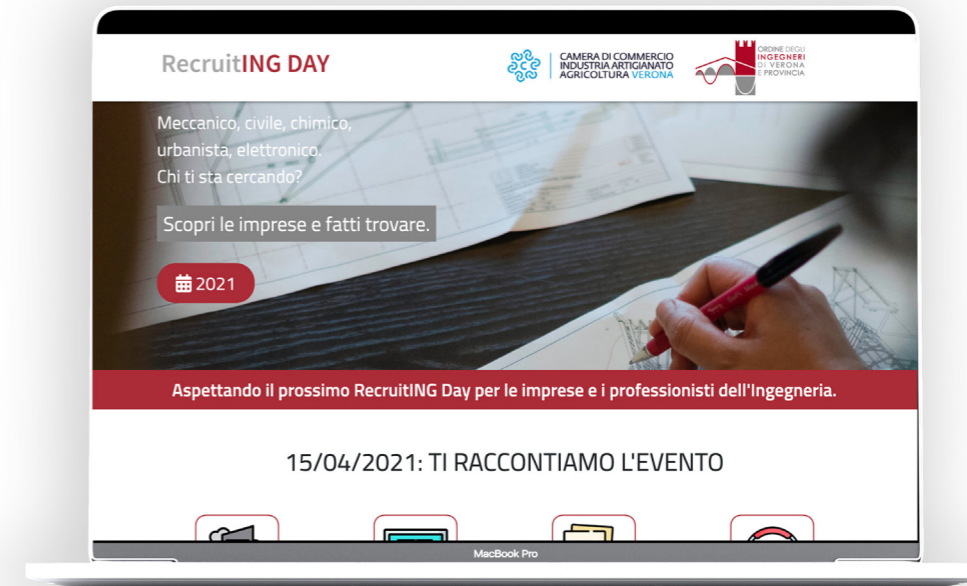 RecruitING DAY
CAMERA DI COMMERCIO
INDUSTRIA ARTIGIANATO
AGRICOLTURA VERONA
ORDINE DEGLI
INGEGNERI
DI VERONA
E PROVINCIA
Meccanico, civile, chimico,
urbanista, elettronico.
Chi ti sta cercando?
Scopri le imprese e fatti trovare.
2021
Aspettando il prossimo RecruitING Day per le imprese e i professionisti dell'Ingegneria.
15/04/2021: TI RACCONTIAMO L'EVENTO
MacBook Pro